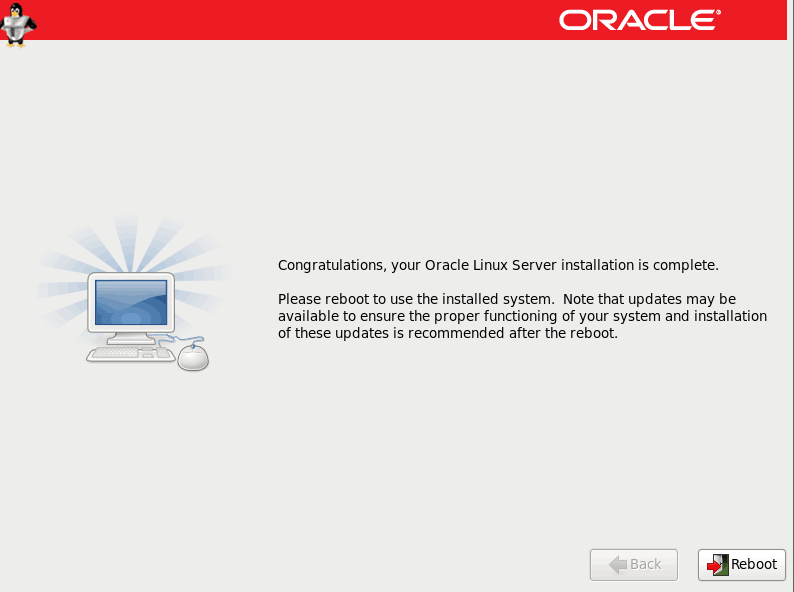 ORACLE®
Congratulations, your Oracle Linux Server installation is complete.
Please reboot to use the installed system.  Note that updates may be
available to ensure the proper functioning of your system and installation
of these updates is recommended after the reboot.
Back
Reboot